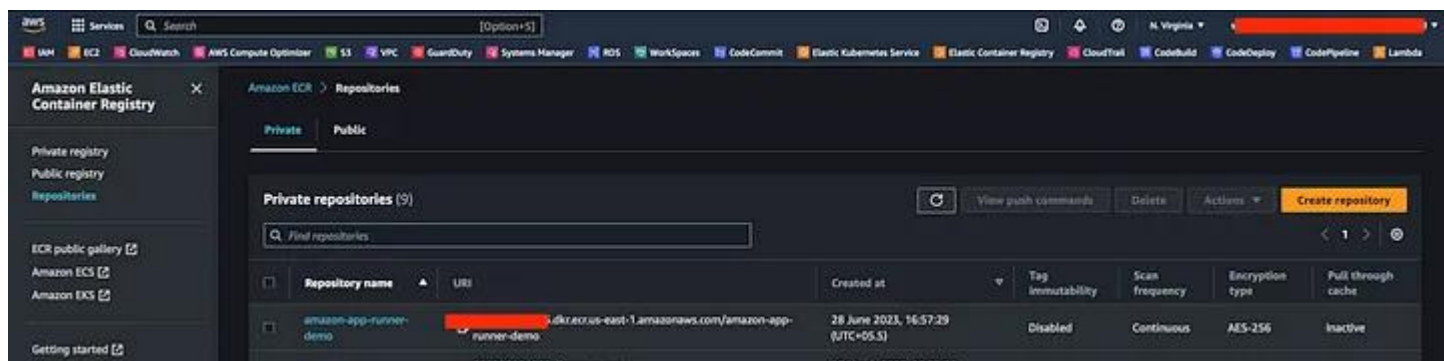 aws
Services
Search
[Option+S]
N. Virginia
IAM
EC2
CloudWatch
AWS Compute Optimizer
S3
VPC
GuardDuty
Systems Manager
RDS
WorkSpaces
CodeCommit
Elastic Kubernetes Service
Elastic Container Registry
CloudTrail
CodeBuild
CodeDeploy
CodePipeline
Lambda
Amazon Elastic
Container Registry
Private registry
Public registry
Repositories
ECR public gallery
Amazon ECS
Amazon EKS
Getting started
Amazon ECR > Repositories
Private
Public
Private repositories (9)
View push commands
Delete
Actions
Create repository
Find repositories
1
Repository name
URI
Created at
Tag
immutability
Scan
frequency
Encryption
type
Pull through
cache
amazon-app-runner-
demo
.dkr.ecr.us-east-1.amazonaws.com/amazon-app-
runner-demo
28 June 2023, 16:57:29
(UTC+05.5)
Disabled
Continuous
AES-256
Inactive